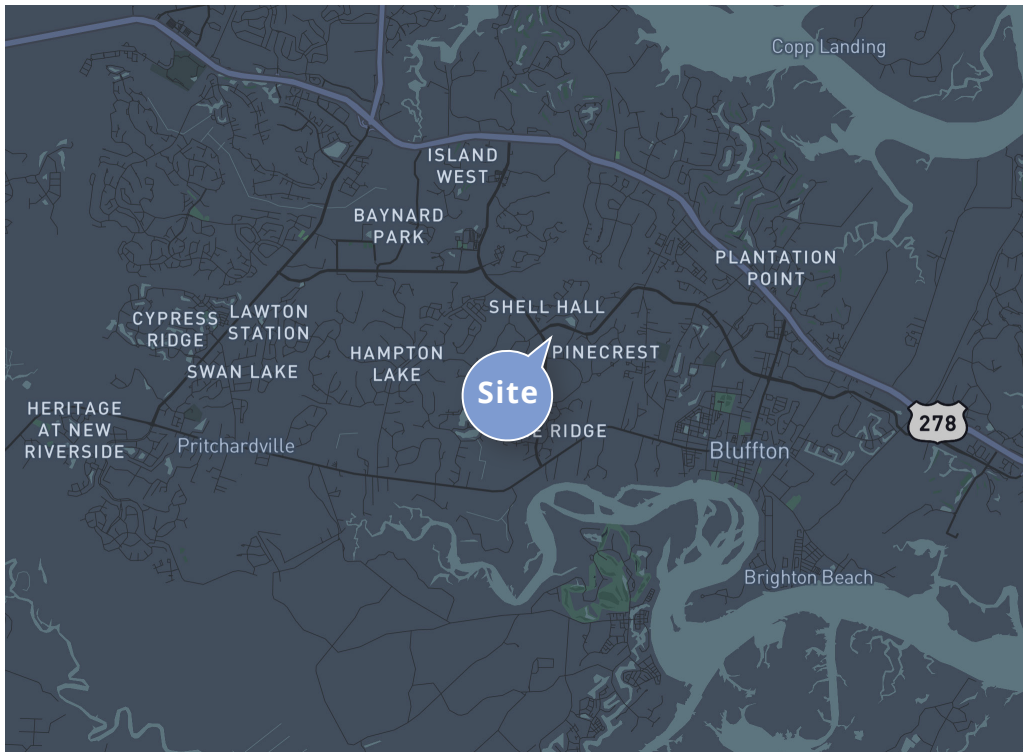 Copp Landing
ISLAND
WEST
BAYNARD
PARK
PLANTATION
POINT
SHELL HALL
CYPRESS
RIDGE
LAWTON
STATION
HAMPTON
LAKE
PINECREST
SWAN LAKE
Site
HERITAGE
AT NEW
RIVERSIDE
Pritchardville
E RIDGE
Bluffton
278
Brighton Beach